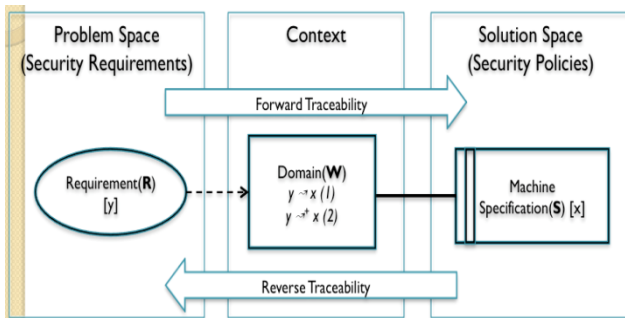 Problem Space
(Security Requirements)
Context
Solution Space
(Security Policies)
Forward Traceability
Requirement(R)
[y]
Domain(W)
y ⤳ x (1)
y ⤳⁺ x (2)
Machine
Specification(S) [x]
Reverse Traceability